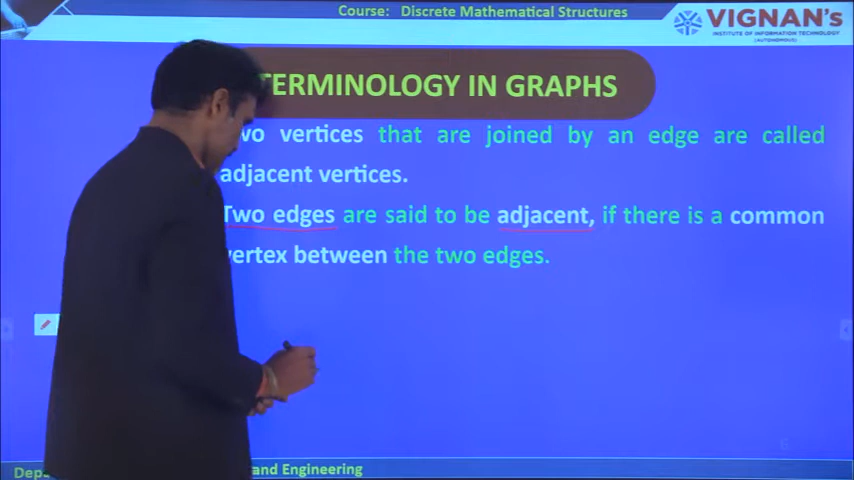 Course: Discrete Mathematical Structures
VIGNAN's
INSTITUTE OF INFORMATION TECHNOLOGY
(AUTONOMOUS)
TERMINOLOGY IN GRAPHS
vertices that are joined by an edge are called
adjacent vertices.
Two edges are said to be adjacent, if there is a common
vertex between the two edges.
and Engineering
6